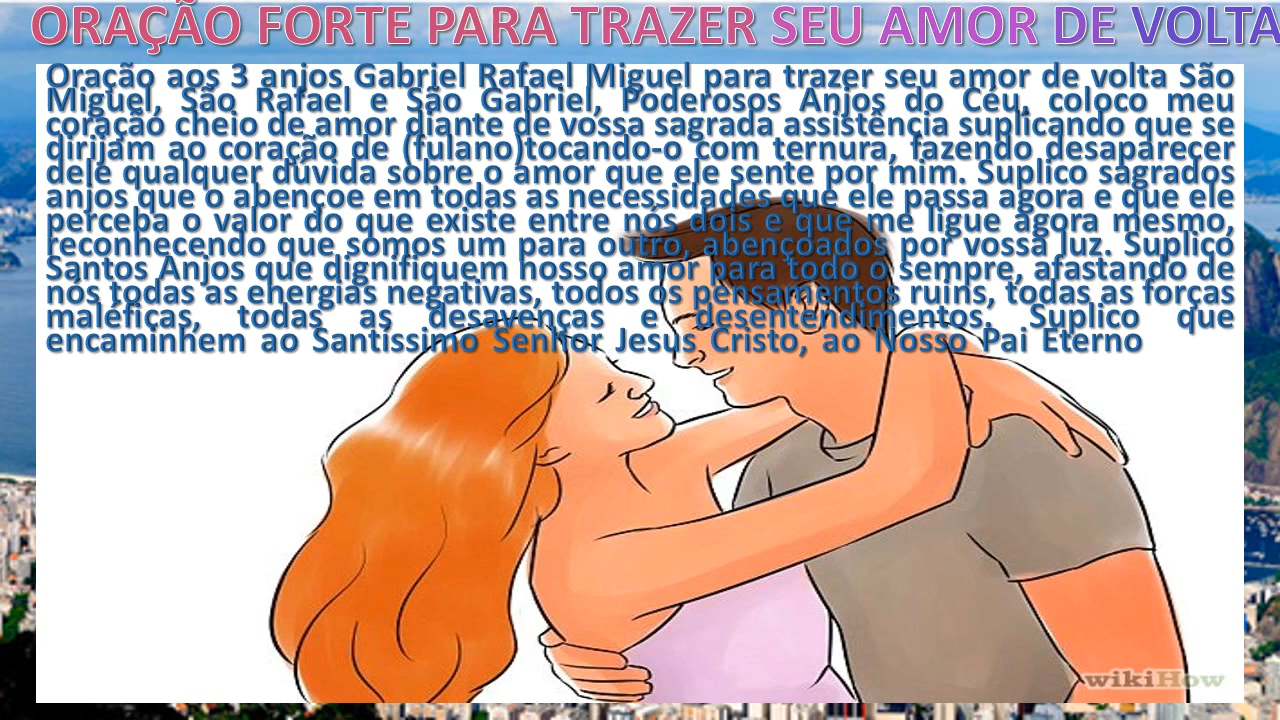 ORAÇÃO FORTE PARA TRAZER SEU AMOR DE VOLTA
Oração aos 3 anjos Gabriel Rafael Miguel para trazer seu amor de volta São
Miguel, São Rafael e São Gabriel, Poderosos Anjos do Céu, coloco meu
coração cheio de amor diante de vossa sagrada assistência suplicando que se
dirijam ao coração de (fulano)tocando-o com ternura, fazendo desaparecer
dele qualquer dúvida sobre o amor que ele sente por mim. Suplico sagrados
anjos que o abençoe em todas as necessidades que ele passa agora e que ele
perceba o valor do que existe entre nós dois e que me ligue agora mesmo,
reconhecendo que somos um para outro, abençoados por vossa luz. Suplico
Santos Anjos que dignifiquem nosso amor para todo o sempre, afastando de
nós todas as energias negativas, todos os pensamentos ruins, todas as forças
maléficas, todas as desavenças e desentendimentos. Suplico que
encaminhem ao Santissimo Senhor Jesus Cristo, ao Nosso Pai Eterno
wikiHow